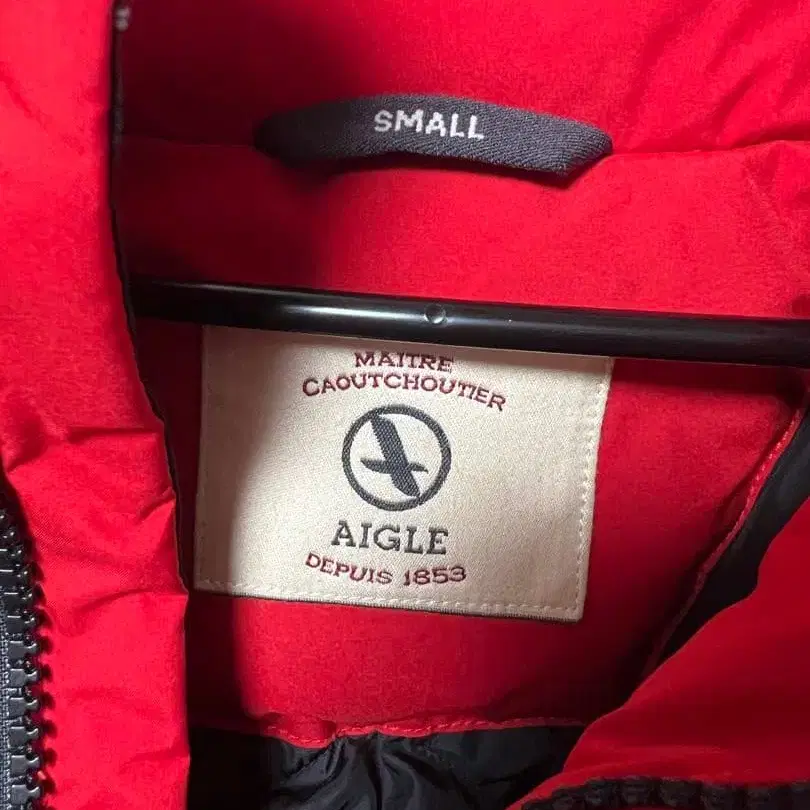 SMALL
MAITRE
CAOUTCHOUTIER
AIGLE
DEPUIS 1853